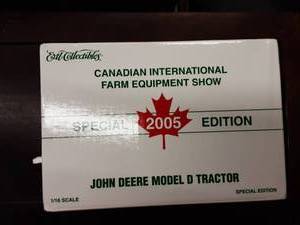 Ertl Collectibles
CANADIAN INTERNATIONAL
FARM EQUIPMENT SHOW
SPECIAL 2005 EDITION
JOHN DEERE MODEL D TRACTOR
1/16 SCALE SPECIAL EDITION